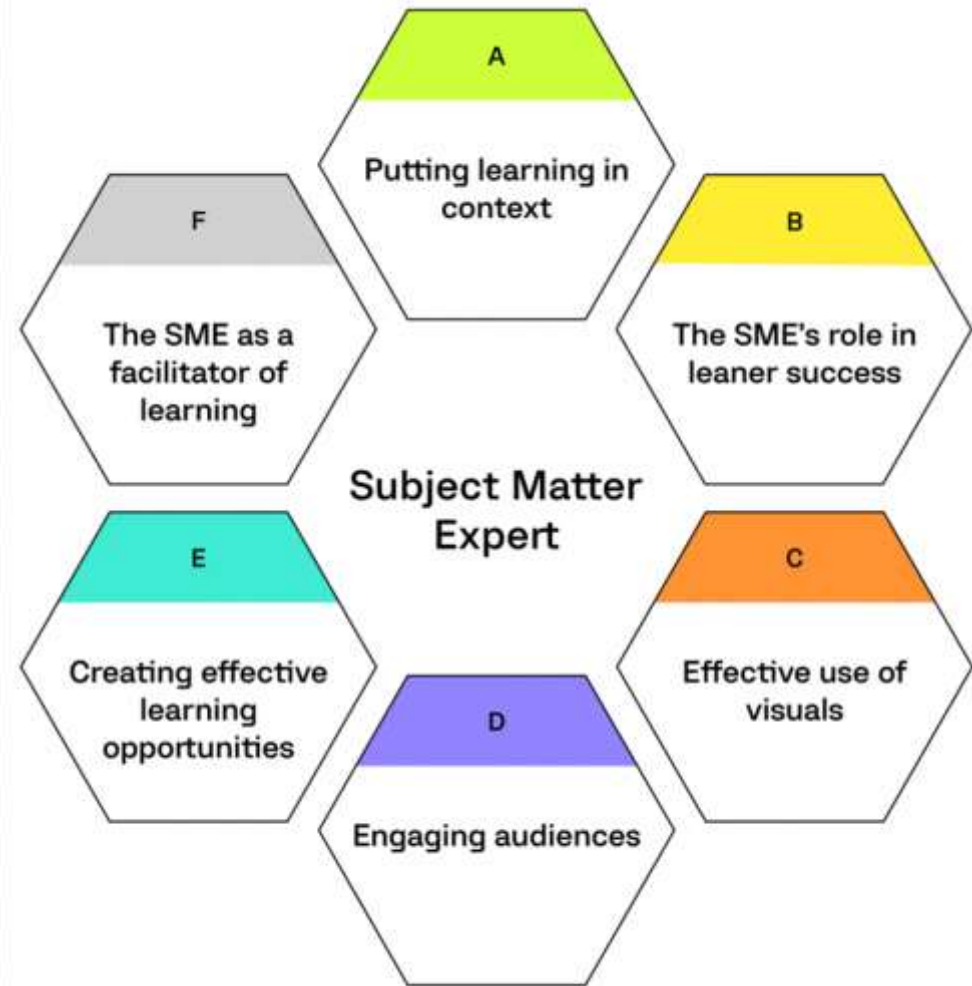 A
Putting learning in
context
B
The SME's role in
leaner success
C
Effective use of
visuals
D
Engaging audiences
E
Creating effective
learning
opportunities
F
The SME as a
facilitator of
learning
Subject Matter
Expert